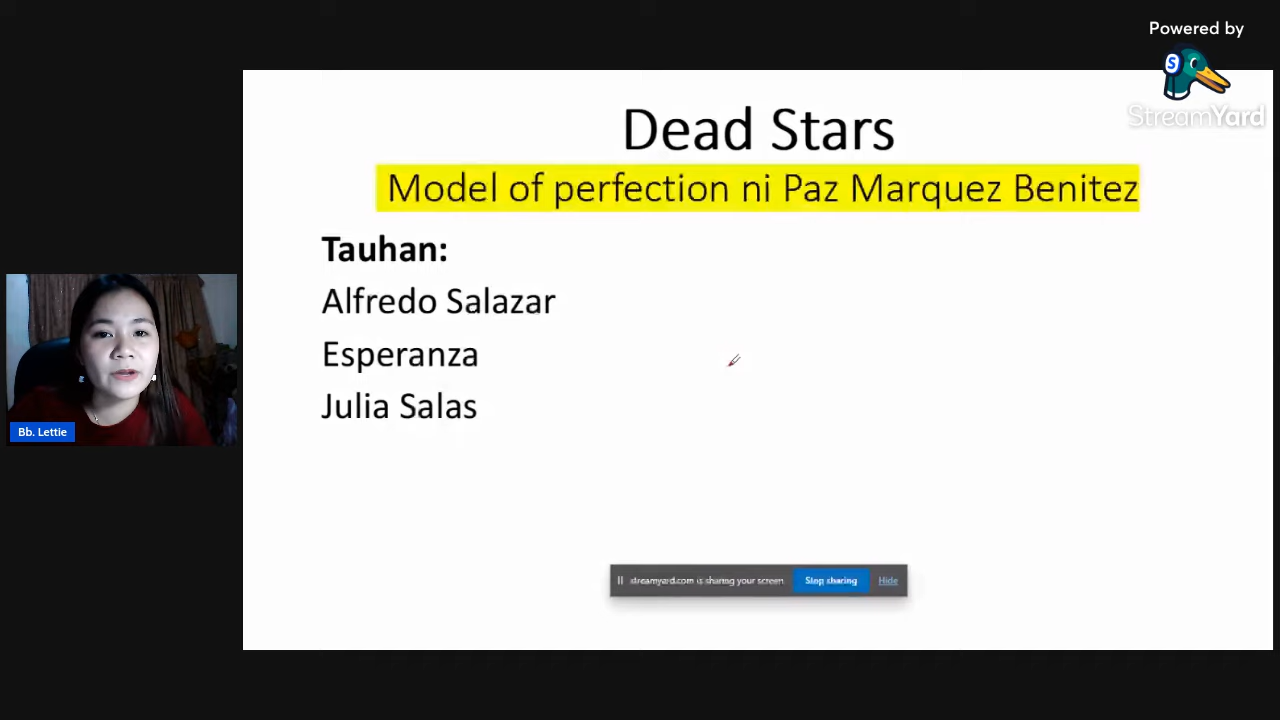 Powered by
StreamYard
Dead Stars
Model of perfection ni Paz Marquez Benitez
Tauhan:
Alfredo Salazar
Esperanza
Julia Salas
Bb. Lettie
streamyard.com is sharing your screen. Stop sharing Hide